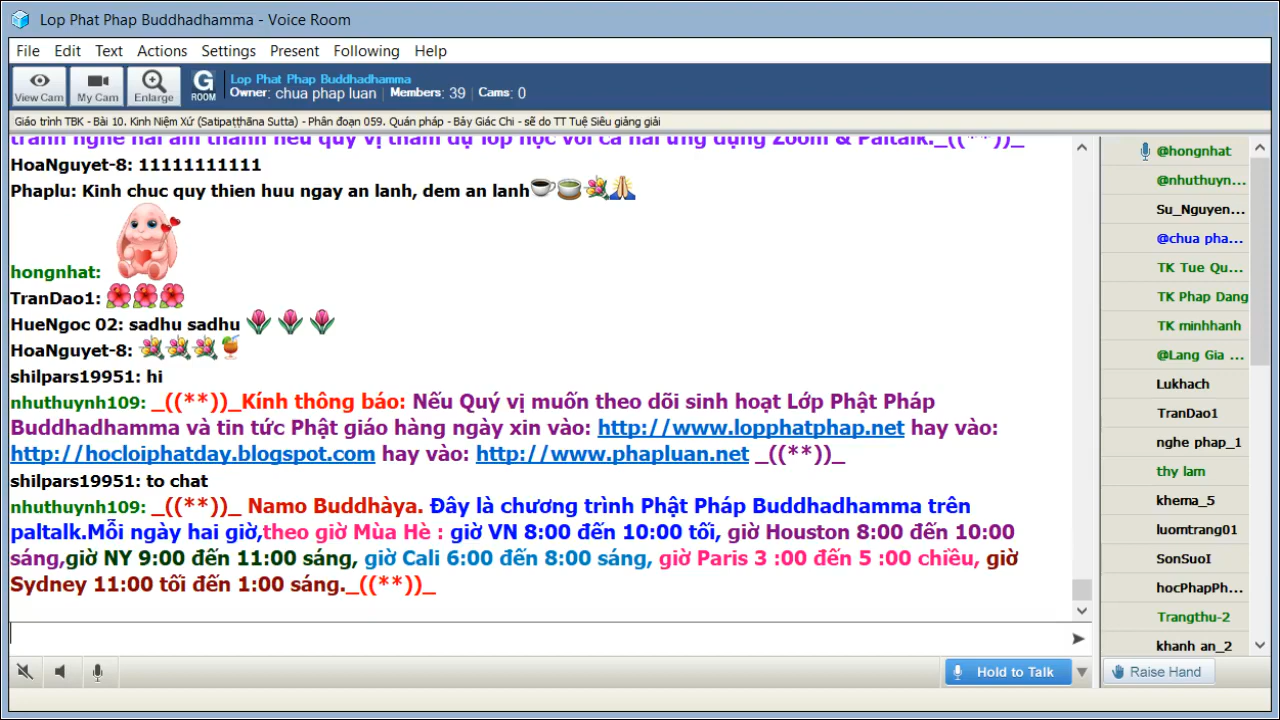 Lop Phat Phap Buddhadhamma - Voice Room
File Edit Text Actions Settings Present Following Help
View Cam My Cam Enlarge G ROOM
Lop Phat Phap Buddhadhamma
Owner: chua phap luan Members: 39 Cams: 0
Giáo trình TBK - Bài 10. Kinh Niệm Xứ (Satipaṭṭhāna Sutta) - Phân đoạn 059. Quán pháp - Bảy Giác Chi - sẽ do TT Tuệ Siêu giảng giải
tránh nghe hai âm thanh nếu quý vị tham dự lớp học với cả hai ứng dụng Zoom & Paltalk._((**))_
HoaNguyet-8: 11111111111
Phaplu: Kinh chuc quy thien huu ngay an lanh, dem an lanh
hongnhat:
TranDao1:
HueNgoc 02: sadhu sadhu
HoaNguyet-8:
shilpars19951: hi
nhuthuynh109: _((**))_Kính thông báo: Nếu Quý vị muốn theo dõi sinh hoạt Lớp Phật Pháp
Buddhadhamma và tin tức Phật giáo hàng ngày xin vào: http://www.lopphatphap.net hay vào:
http://hocloiphatday.blogspot.com hay vào: http://www.phapluan.net _((**))_
shilpars19951: to chat
nhuthuynh109: _((**))_ Namo Buddhàya. Đây là chương trình Phật Pháp Buddhadhamma trên
paltalk.Mỗi ngày hai giờ,theo giờ Mùa Hè : giờ VN 8:00 đến 10:00 tối, giờ Houston 8:00 đến 10:00
sáng,giờ NY 9:00 đến 11:00 sáng, giờ Cali 6:00 đến 8:00 sáng, giờ Paris 3 :00 đến 5 :00 chiều, giờ
Sydney 11:00 tối đến 1:00 sáng._((**))_
Hold to Talk
@hongnhat
@nhuthuyn...
Su_Nguyen...
@chua pha...
TK Tue Qu...
TK Phap Dang
TK minhhanh
@Lang Gia ...
Lukhach
TranDao1
nghe phap_1
thy lam
khema_5
luomtrang01
SonSuoI
hocPhapPh...
Trangthu-2
khanh an_2
Raise Hand